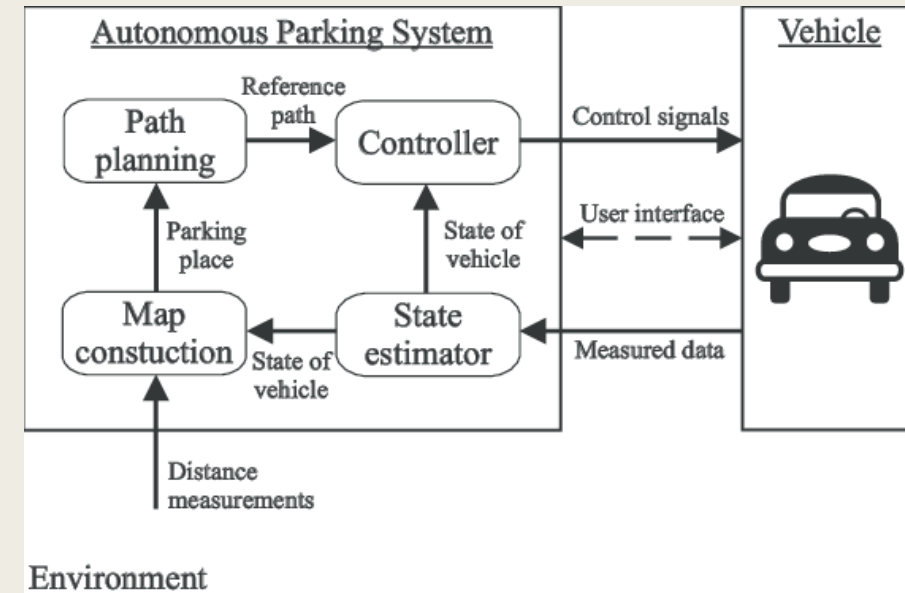 Autonomous Parking System
Vehicle
Reference
path
Path
planning
Controller
Control signals
User interface
Parking
place
State of
vehicle
Map
constuction
State
estimator
State of
vehicle
Measured data
Distance
measurements
Environment